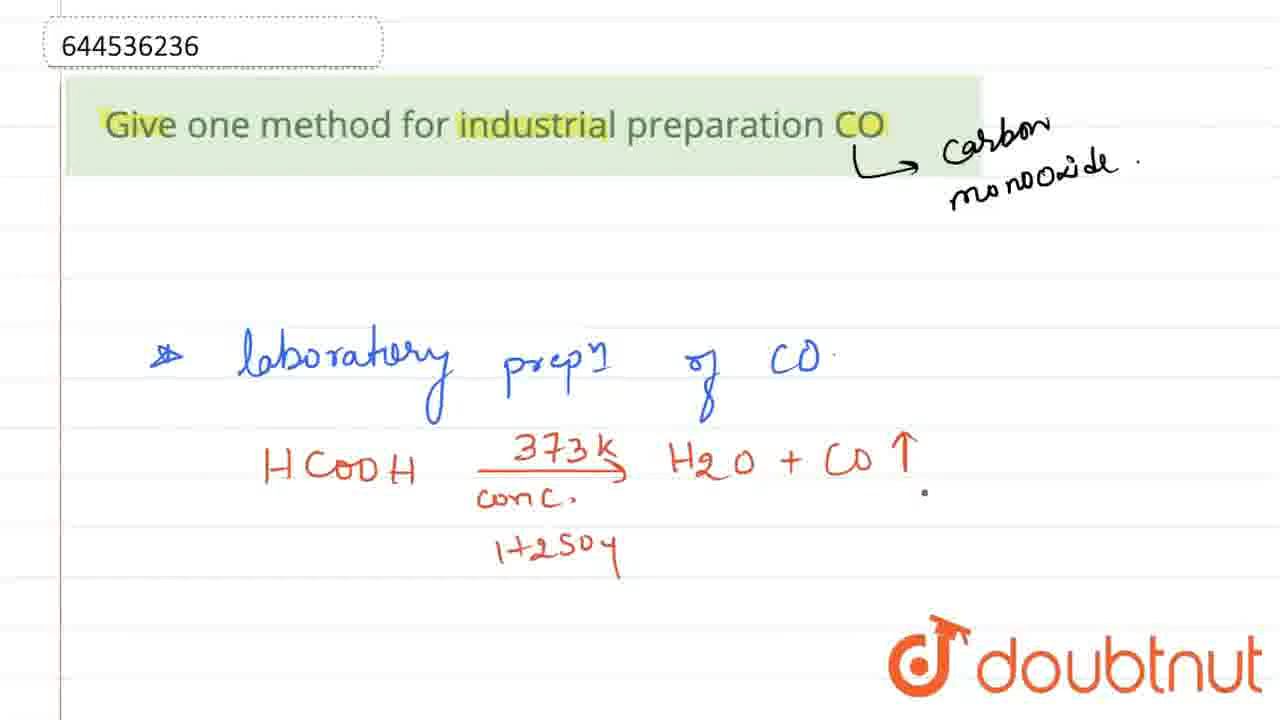 644536236
Give one method for industrial preparation CO
carbon
monooxide.
laboratory prepn of CO.
HCOOH 373K H2O + CO ↑
conc.
H2SO4
doubtnut